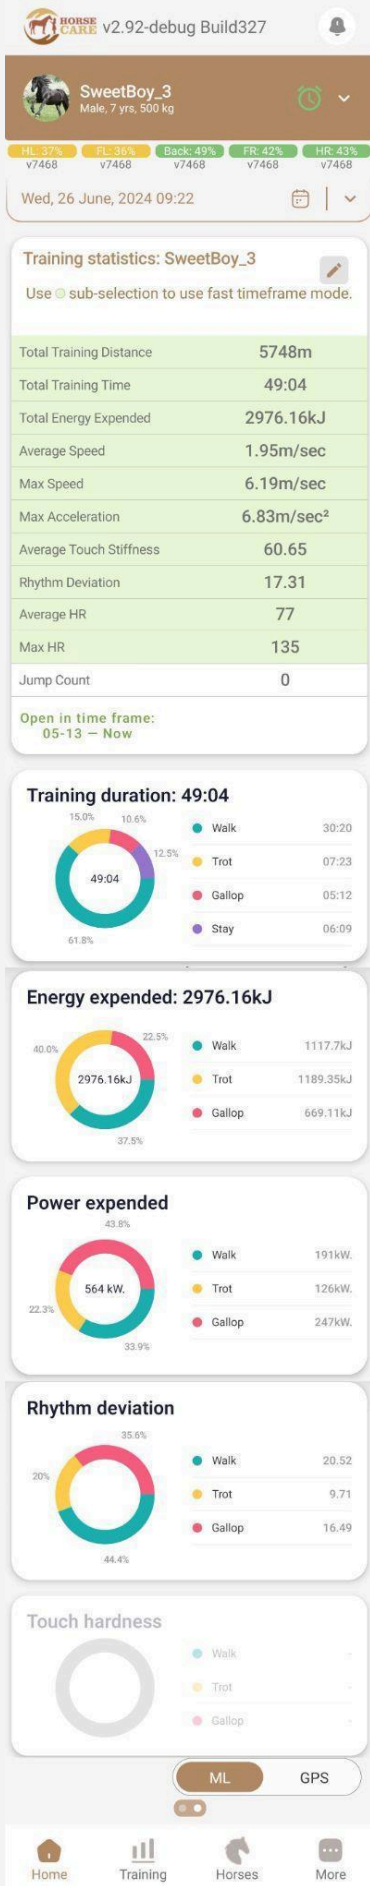 HORSE CARE v2.92-debug Build327
SweetBoy_3
Male, 7 yrs, 500 kg
HL: 37% FL: 36% Back: 49% FR: 42% HR: 43%
v7468 v7468 v7468 v7468 v7468
Wed, 26 June, 2024 09:22
Training statistics: SweetBoy_3
Use sub-selection to use fast timeframe mode.
Total Training Distance 5748m
Total Training Time 49:04
Total Energy Expended 2976.16kJ
Average Speed 1.95m/sec
Max Speed 6.19m/sec
Max Acceleration 6.83m/sec²
Average Touch Stiffness 60.65
Rhythm Deviation 17.31
Average HR 77
Max HR 135
Jump Count 0
Open in time frame:
05-13 — Now
Training duration: 49:04
15.0% 10.6%
Walk 30:20
12.5%
Trot 07:23
49:04
Gallop 05:12
Stay 06:09
61.8%
Energy expended: 2976.16kJ
22.5%
40.0%
Walk 1117.7kJ
2976.16kJ
Trot 1189.35kJ
Gallop 669.11kJ
37.5%
Power expended
43.8%
Walk 191kW.
564 kW.
Trot 126kW.
22.3%
Gallop 247kW.
33.9%
Rhythm deviation
35.6%
Walk 20.52
20%
Trot 9.71
Gallop 16.49
44.4%
Touch hardness
Walk -
Trot -
Gallop -
ML GPS
Home Training Horses More